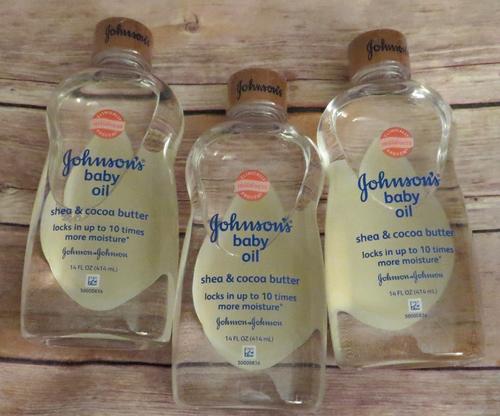 Johnson's
Johnson's
baby
oil
shea & cocoa butter
locks in up to 10 times
more moisture*
Johnson & Johnson
14 FL OZ (414 mL)
Johnson's
Johnson's
baby
oil
shea & cocoa butter
locks in up to 10 times
more moisture*
Johnson & Johnson
14 FL OZ (414 mL)
Johnson's
Johnson's
baby
oil
shea & cocoa butter
locks in up to 10 times
more moisture*
Johnson & Johnson
14 FL OZ (414 mL)